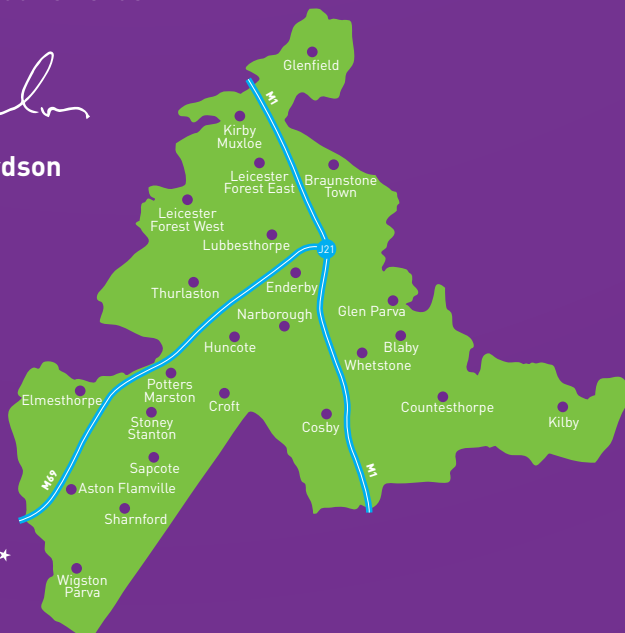 dson
Glenfield
M1
Kirby
Muxloe
Leicester
Forest East
Braunstone
Town
Leicester
Forest West
Lubbesthorpe
J21
Thurlaston
Enderby
Narborough
Glen Parva
Huncote
Blaby
Whetstone
Potters
Marston
Elmesthorpe
Croft
Countesthorpe
Stoney
Stanton
Cosby
Kilby
Sapcote
M1
M69
Aston Flamville
Sharnford
Wigston
Parva